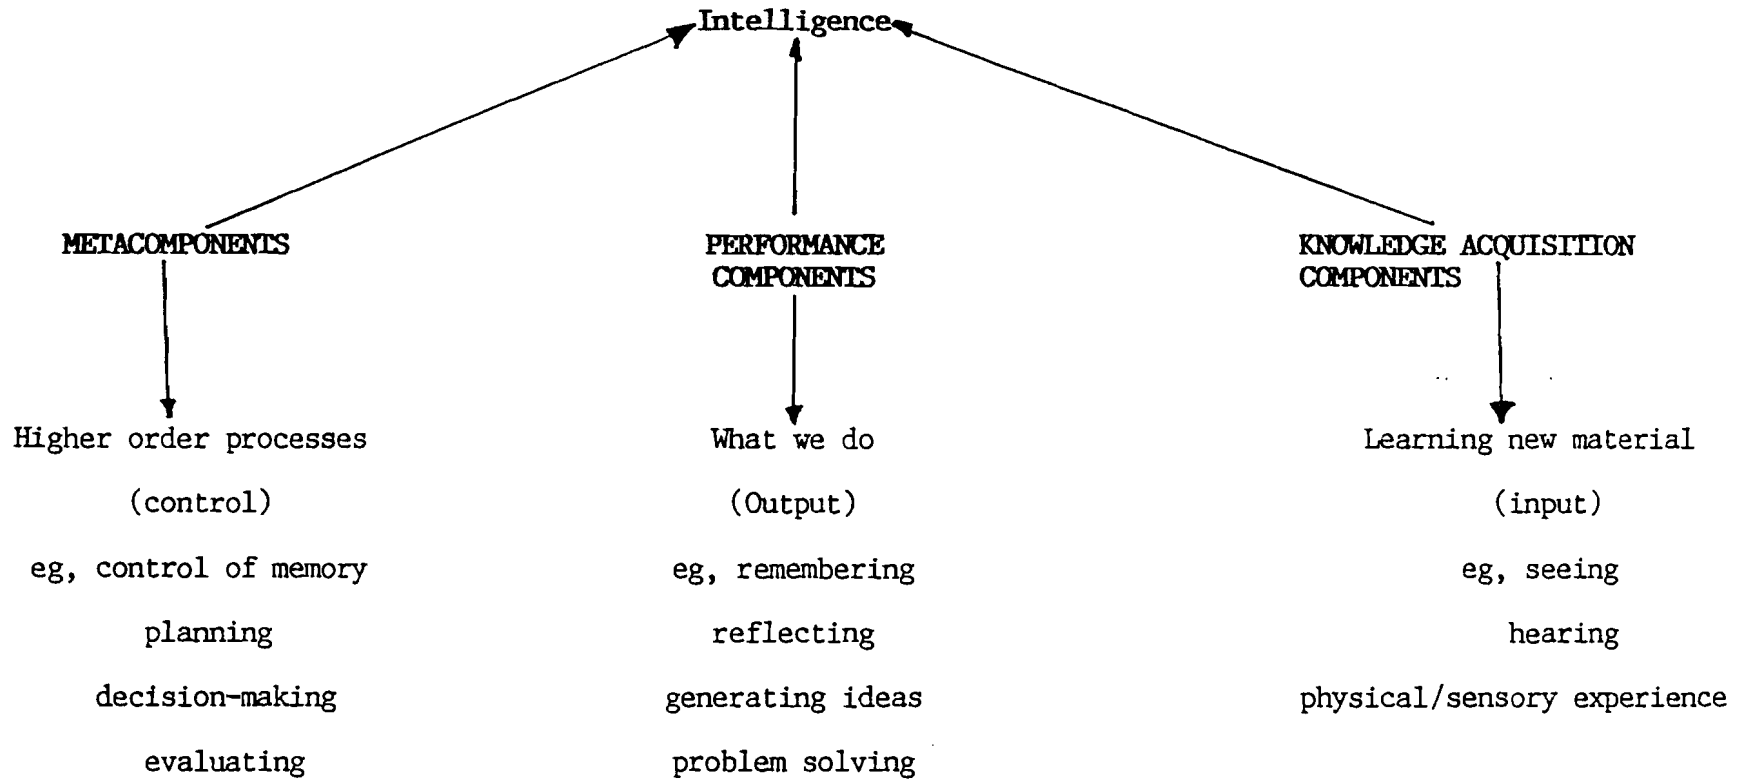 Intelligence
METACOMPONENTS
PERFORMANCE
COMPONENTS
KNOWLEDGE ACQUISITION
COMPONENTS
Higher order processes
(control)
eg, control of memory
planning
decision-making
evaluating
What we do
(Output)
eg, remembering
reflecting
generating ideas
problem solving
Learning new material
(input)
eg, seeing
hearing
physical/sensory experience